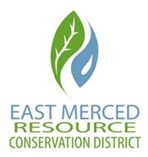 EAST MERCED
RESOURCE
CONSERVATION DISTRICT